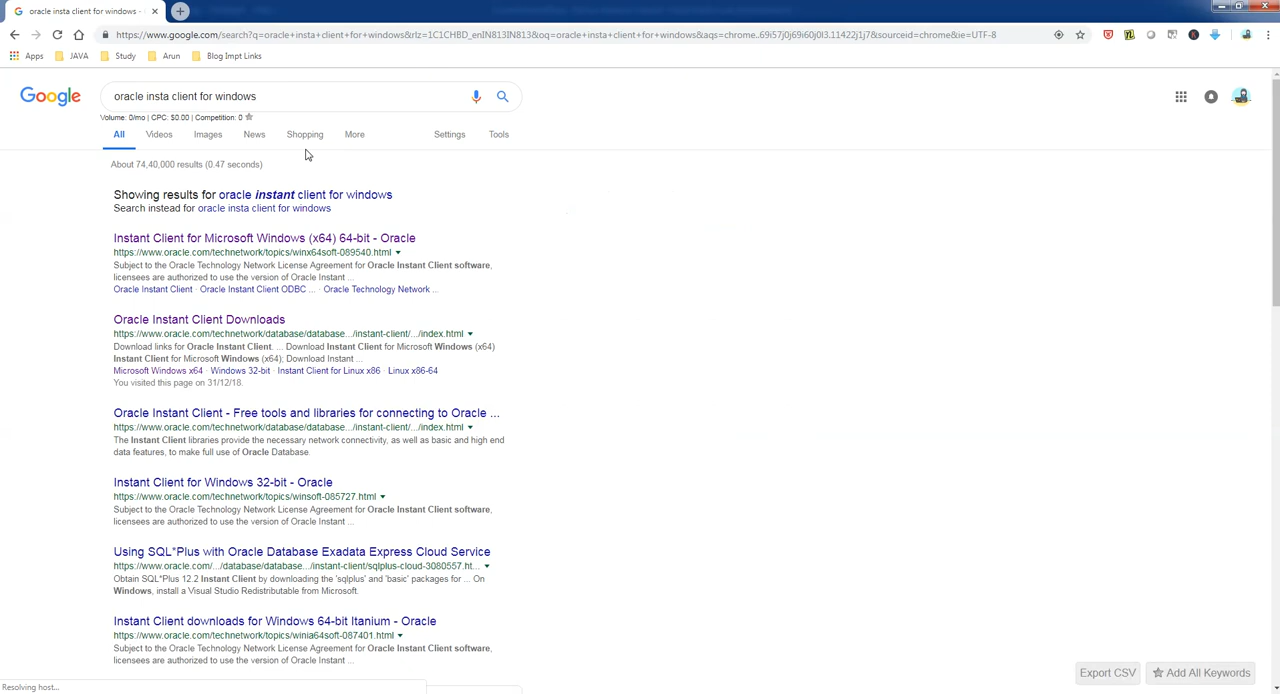 oracle insta client for windows -
https://www.google.com/search?q=oracle+insta+client+for+windows&rlz=1C1CHBD_enIN813IN813&oq=oracle+insta+client+for+windows&aqs=chrome..69i57j0j69i60j0l3.11422j1j7&sourceid=chrome&ie=UTF-8
Apps JAVA Study Arun Blog Impt Links
Google oracle insta client for windows
Volume: 0/mo | CPC: $0.00 | Competition: 0
All Videos Images News Shopping More Settings Tools
About 74,40,000 results (0.47 seconds)
Showing results for oracle instant client for windows
Search instead for oracle insta client for windows
Instant Client for Microsoft Windows (x64) 64-bit - Oracle
https://www.oracle.com/technetwork/topics/winx64soft-089540.html
Subject to the Oracle Technology Network License Agreement for Oracle Instant Client software,
licensees are authorized to use the version of Oracle Instant ...
Oracle Instant Client · Oracle Instant Client ODBC ... · Oracle Technology Network ...
Oracle Instant Client Downloads
https://www.oracle.com/technetwork/database/database.../instant-client/.../index.html
Download links for Oracle Instant Client. ... Download Instant Client for Microsoft Windows (x64)
Instant Client for Microsoft Windows (x64); Download Instant ...
Microsoft Windows x64 · Windows 32-bit · Instant Client for Linux x86 · Linux x86-64
You visited this page on 31/12/18.
Oracle Instant Client - Free tools and libraries for connecting to Oracle ...
https://www.oracle.com/technetwork/database/database.../instant-client/.../index.html
The Instant Client libraries provide the necessary network connectivity, as well as basic and high end
data features, to make full use of Oracle Database.
Instant Client for Windows 32-bit - Oracle
https://www.oracle.com/technetwork/topics/winsoft-085727.html
Subject to the Oracle Technology Network License Agreement for Oracle Instant Client software,
licensees are authorized to use the version of Oracle Instant ...
Using SQL*Plus with Oracle Database Exadata Express Cloud Service
https://www.oracle.com/.../database/database.../instant-client/sqlplus-cloud-3080557.ht...
Obtain SQL*Plus 12.2 Instant Client by downloading the 'sqlplus' and 'basic' packages for ... On
Windows, install a Visual Studio Redistributable from Microsoft.
Instant Client downloads for Windows 64-bit Itanium - Oracle
https://www.oracle.com/technetwork/topics/winia64soft-087401.html
Subject to the Oracle Technology Network License Agreement for Oracle Instant Client software,
licensees are authorized to use the version of Oracle Instant ...
Export CSV Add All Keywords
Resolving host...